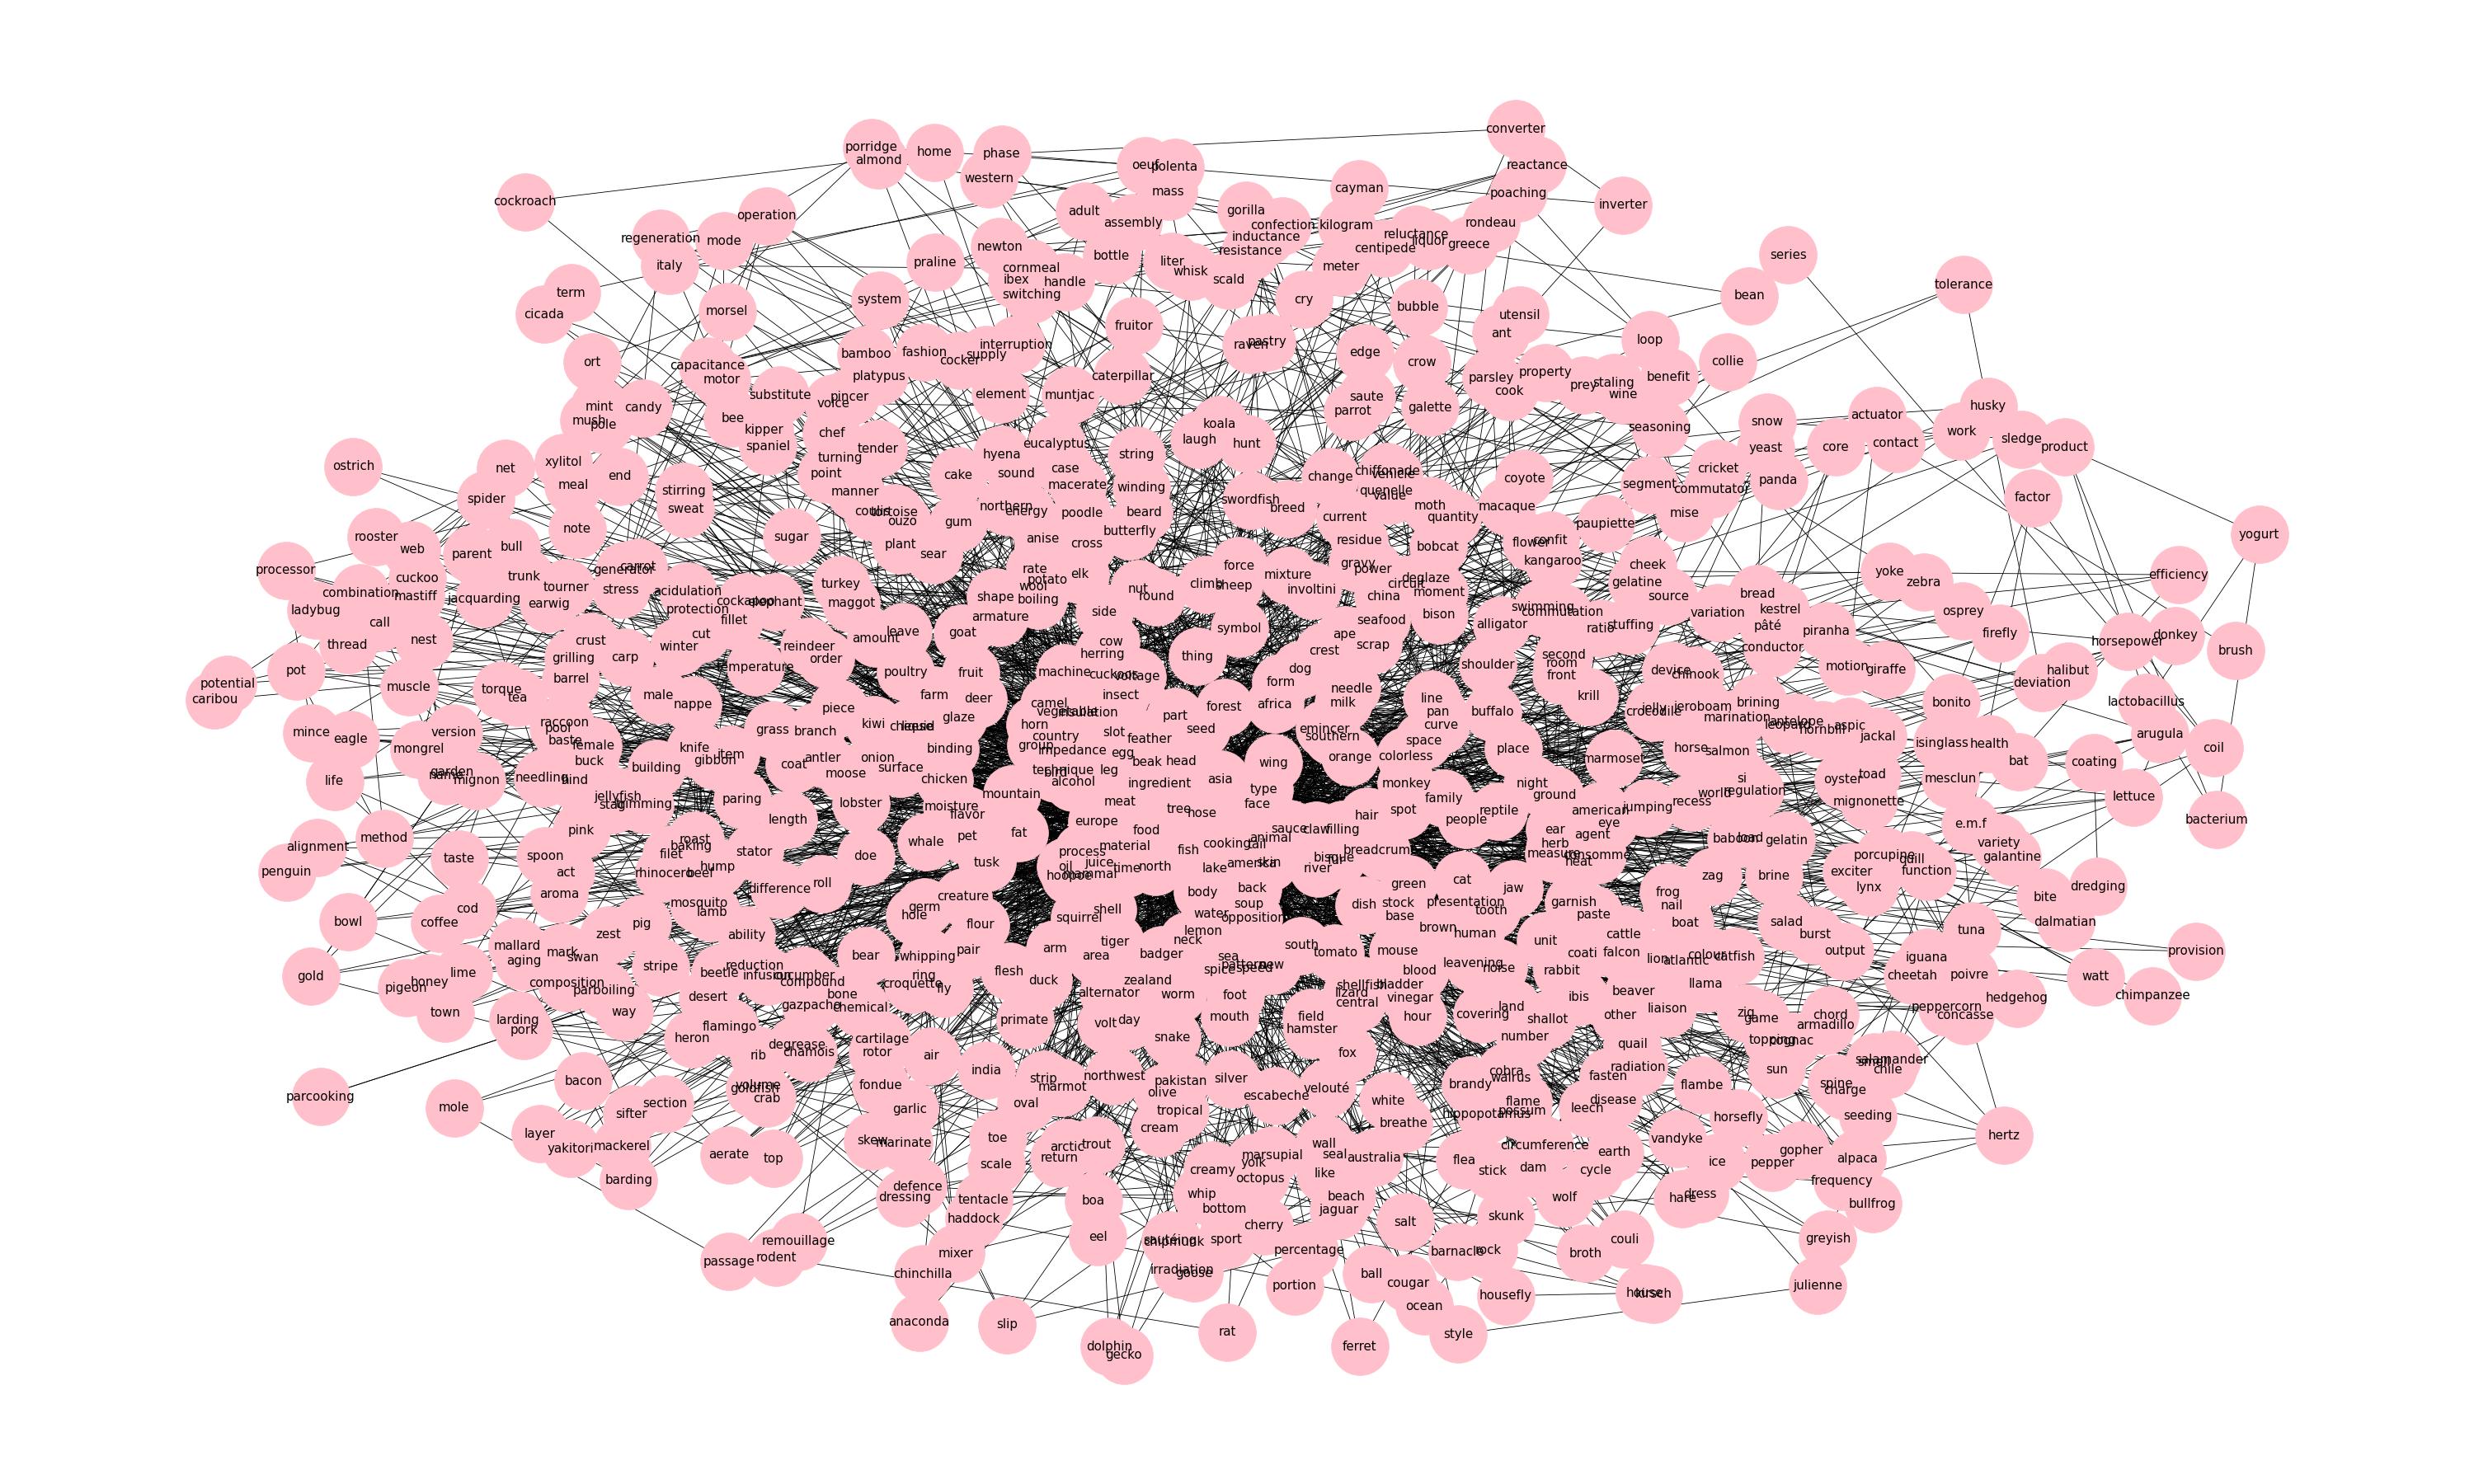 converter
porridge
almond
home
phase
western
oeuf
polenta
mass
reactance
poaching
cayman
cockroach
operation
adult
assembly
gorilla
confection
kilogram
inverter
regeneration
mode
newton
inductance
resistance
reluctance
liquor
centipede
greece
rondeau
italy
praline
bottle
liter
whisk
scald
meter
series
term
cicada
morsel
system
cornmeal
ibex
switching
handle
cry
bubble
bean
tolerance
fruitor
utensil
ant
ort
capacitance
motor
bamboo
fashion
cocker
supply
interruption
raven
pastry
edge
crow
loop
collie
platypus
caterpillar
parsley
cook
property
prey
staling
wine
benefit
mint
mush
pole
candy
bee
substitute
voice
pincer
element
muntjac
saute
parrot
galette
seasoning
snow
actuator
husky
kipper
spaniel
chef
tender
turning
point
hyena
eucalyptus
string
koala
laugh
hunt
yeast
core
contact
work
sledge
product
ostrich
net
xylitol
meal
end
stirring
sweat
manner
cake
sound
case
macerate
winding
change
chiffonade
vehicle
quenelle
value
coyote
segment
cricket
commutator
panda
factor
spider
note
sugar
coulis
tortoise
ouzo
gum
northern
energy
poodle
beard
butterfly
swordfish
breed
current
moth
quantity
macaque
paupiette
mise
yogurt
rooster
web
parent
bull
plant
sear
anise
cross
residue
bobcat
flower
confit
kangaroo
processor
combination
ladybug
cuckoo
mastiff
trunk
jacquarding
tourner
earwig
generator
carrot
stress
acidulation
protection
cockapoo
elephant
turkey
maggot
rate
potato
wool
boiling
elk
nut
round
climb
force
sheep
mixture
involtini
gravy
power
circuit
china
deglaze
moment
cheek
gelatine
source
bread
yoke
zebra
efficiency
call
thread
nest
crust
grilling
carp
winter
cut
fillet
reindeer
order
amount
leave
goat
shape
armature
side
symbol
seafood
ape
scrap
crest
bison
alligator
swimming
commutation
ratio
stuffing
variation
kestrel
pâté
piranha
osprey
firefly
horsepower
donkey
brush
potential
caribou
pot
muscle
torque
tea
barrel
male
nappe
temperature
poultry
fruit
cow
herring
machine
voltage
thing
form
dog
shoulder
second
room
front
krill
device
chinook
conductor
motion
giraffe
deviation
halibut
mince
eagle
version
mongrel
raccoon
poor
baste
female
buck
piece
farm
deer
camel
insect
needle
milk
line
pan
curve
buffalo
crocodile
jelly
jeroboam
brining
marination
leopard
antelope
hornbill
aspic
jackal
bonito
lactobacillus
arugula
coil
life
garden
name
mignon
needling
hind
building
knife
gibbon
item
grass
branch
kiwi
glaze
horn
country
group
impedance
slot
part
seed
forest
africa
emincer
southern
space
orange
colorless
place
marmoset
horse
salmon
isinglass
health
bat
coating
coat
antler
moose
onion
surface
binding
chicken
technique
alcohol
egg
beak
head
feather
leg
ingredient
asia
wing
type
face
monkey
night
ground
si
world
regulation
oyster
toad
mignonette
mesclun
lettuce
bacterium
method
jellyfish
stag
trimming
paring
length
lobster
moisture
flavor
mountain
meat
tree
nose
family
spot
reptile
people
american
eye
jumping
recess
e.m.f
alignment
penguin
taste
pink
spoon
act
aroma
roast
baking
filet
rhinocero
beef
hump
stator
doe
whale
pet
fat
tusk
europe
food
material
process
oil
juice
time
north
fish
cooking
lake
america
skin
animal
sauce
claw
filling
hair
river
fur
breadcrumb
ear
agent
herb
measure
consomme
heat
baboon
load
gelatin
variety
galantine
porcupine
quill
exciter
lynx
function
bowl
coffee
cod
mosquito
lamb
difference
roll
creature
germ
hole
shell
squirrel
body
back
soup
water
opposition
green
stock
base
dish
cat
presentation
tooth
jaw
frog
nail
zag
brine
bite
dredging
dalmatian
gold
mallard
aging
mark
swan
zest
pig
ability
flour
pair
arm
area
tiger
badger
lemon
neck
south
tomato
mouse
brown
human
unit
garnish
paste
cattle
coati
falcon
boat
salad
burst
output
tuna
provision
pigeon
honey
lime
town
composition
parboiling
stripe
beetle
reduction
infusion
cucumber
compound
bear
whipping
ring
croquette
fly
flesh
duck
zealand
sea
pattern
new
spice
speed
leavening
noise
blood
bladder
rabbit
lion
atlantic
colour
catfish
iguana
cheetah
poivre
watt
chimpanzee
larding
pork
way
desert
gazpacho
bone
chemical
alternator
worm
foot
shellfish
lizard
central
vinegar
land
ibis
beaver
llama
peppercorn
concasse
hedgehog
heron
flamingo
rib
degrease
chamois
cartilage
rotor
air
primate
volt
day
snake
mouth
field
hamster
hour
covering
shallot
number
other
liaison
zig
game
chord
armadillo
topping
cognac
parcooking
bacon
volume
goldfish
crab
fondue
india
strip
marmot
northwest
pakistan
olive
silver
fox
velouté
escabeche
brandy
cobra
walrus
quail
radiation
fasten
flambe
sun
salamander
chile
spine
charge
mole
sifter
section
garlic
oval
tropical
white
flame
possum
hippopotamus
leech
disease
horsefly
seeding
layer
yakitori
mackerel
aerate
top
skew
marinate
toe
arctic
trout
cream
breathe
wall
circumference
vandyke
hertz
barding
scale
return
creamy
marsupial
yolk
octopus
seal
like
australia
flea
stick
dam
earth
cycle
ice
pepper
gopher
alpaca
defence
dressing
tentacle
haddock
boa
whip
bottom
beach
jaguar
salt
wolf
hare
dress
frequency
bullfrog
passage
rodent
remouillage
mixer
chinchilla
eel
sautéing
chipmunk
sport
cherry
percentage
skunk
barnacle
rock
broth
couli
greyish
anaconda
slip
irradiation
goose
portion
ball
cougar
ocean
housefly
house
kirsch
julienne
dolphin
gecko
rat
ferret
style